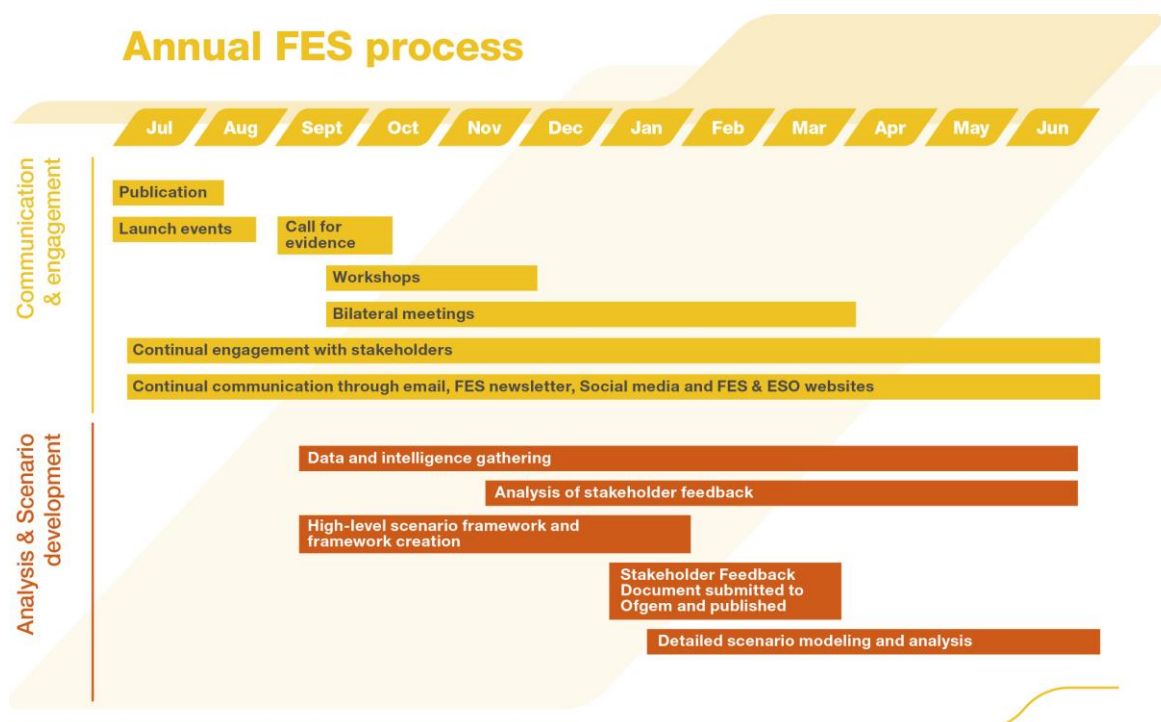 Annual FES process
Jul Aug Sept Oct Nov Dec Jan Feb Mar Apr May Jun
Communication
& engagement
Publication
Launch events
Call for
evidence
Workshops
Bilateral meetings
Continual engagement with stakeholders
Continual communication through email, FES newsletter, Social media and FES & ESO websites
Analysis & Scenario
development
Data and intelligence gathering
Analysis of stakeholder feedback
High-level scenario framework and
framework creation
Stakeholder Feedback
Document submitted to
Ofgem and published
Detailed scenario modeling and analysis